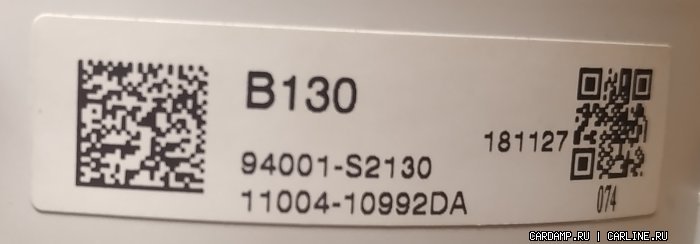 B130
94001-S2130
11004-10992DA
181127
074
CARDAMP.RU | CARLINE.RU